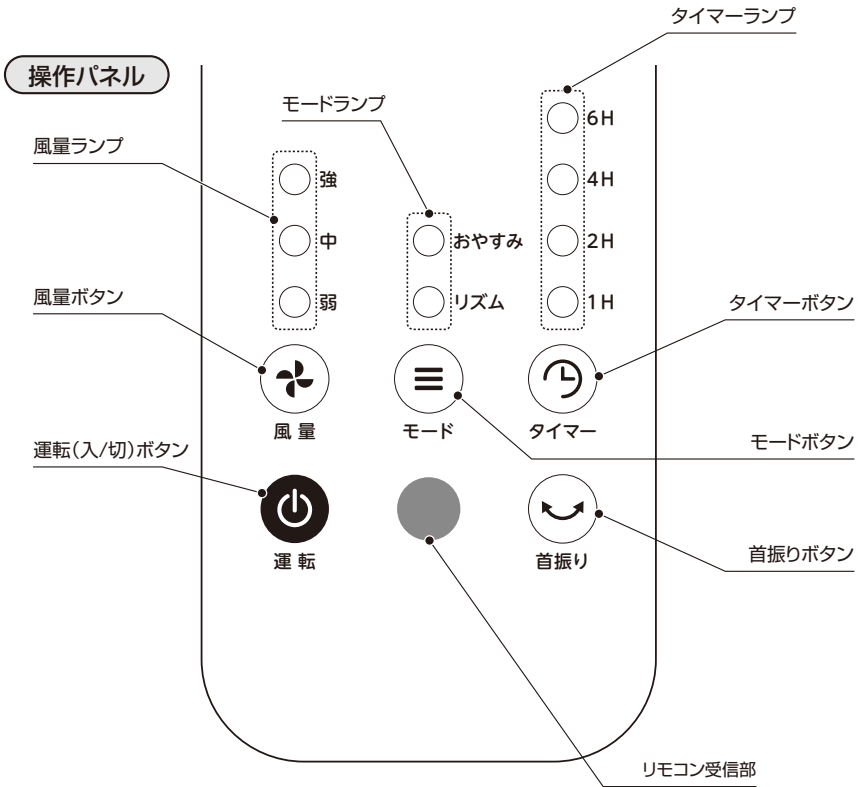 タイマーランプ
操作パネル
モードランプ
風量ランプ
6H
強
4H
中
おやすみ
2H
風量ボタン
弱
リズム
1H
タイマーボタン
風量
モード
タイマー
運転(入/切)ボタン
モードボタン
運転
首振り
首振りボタン
リモコン受信部